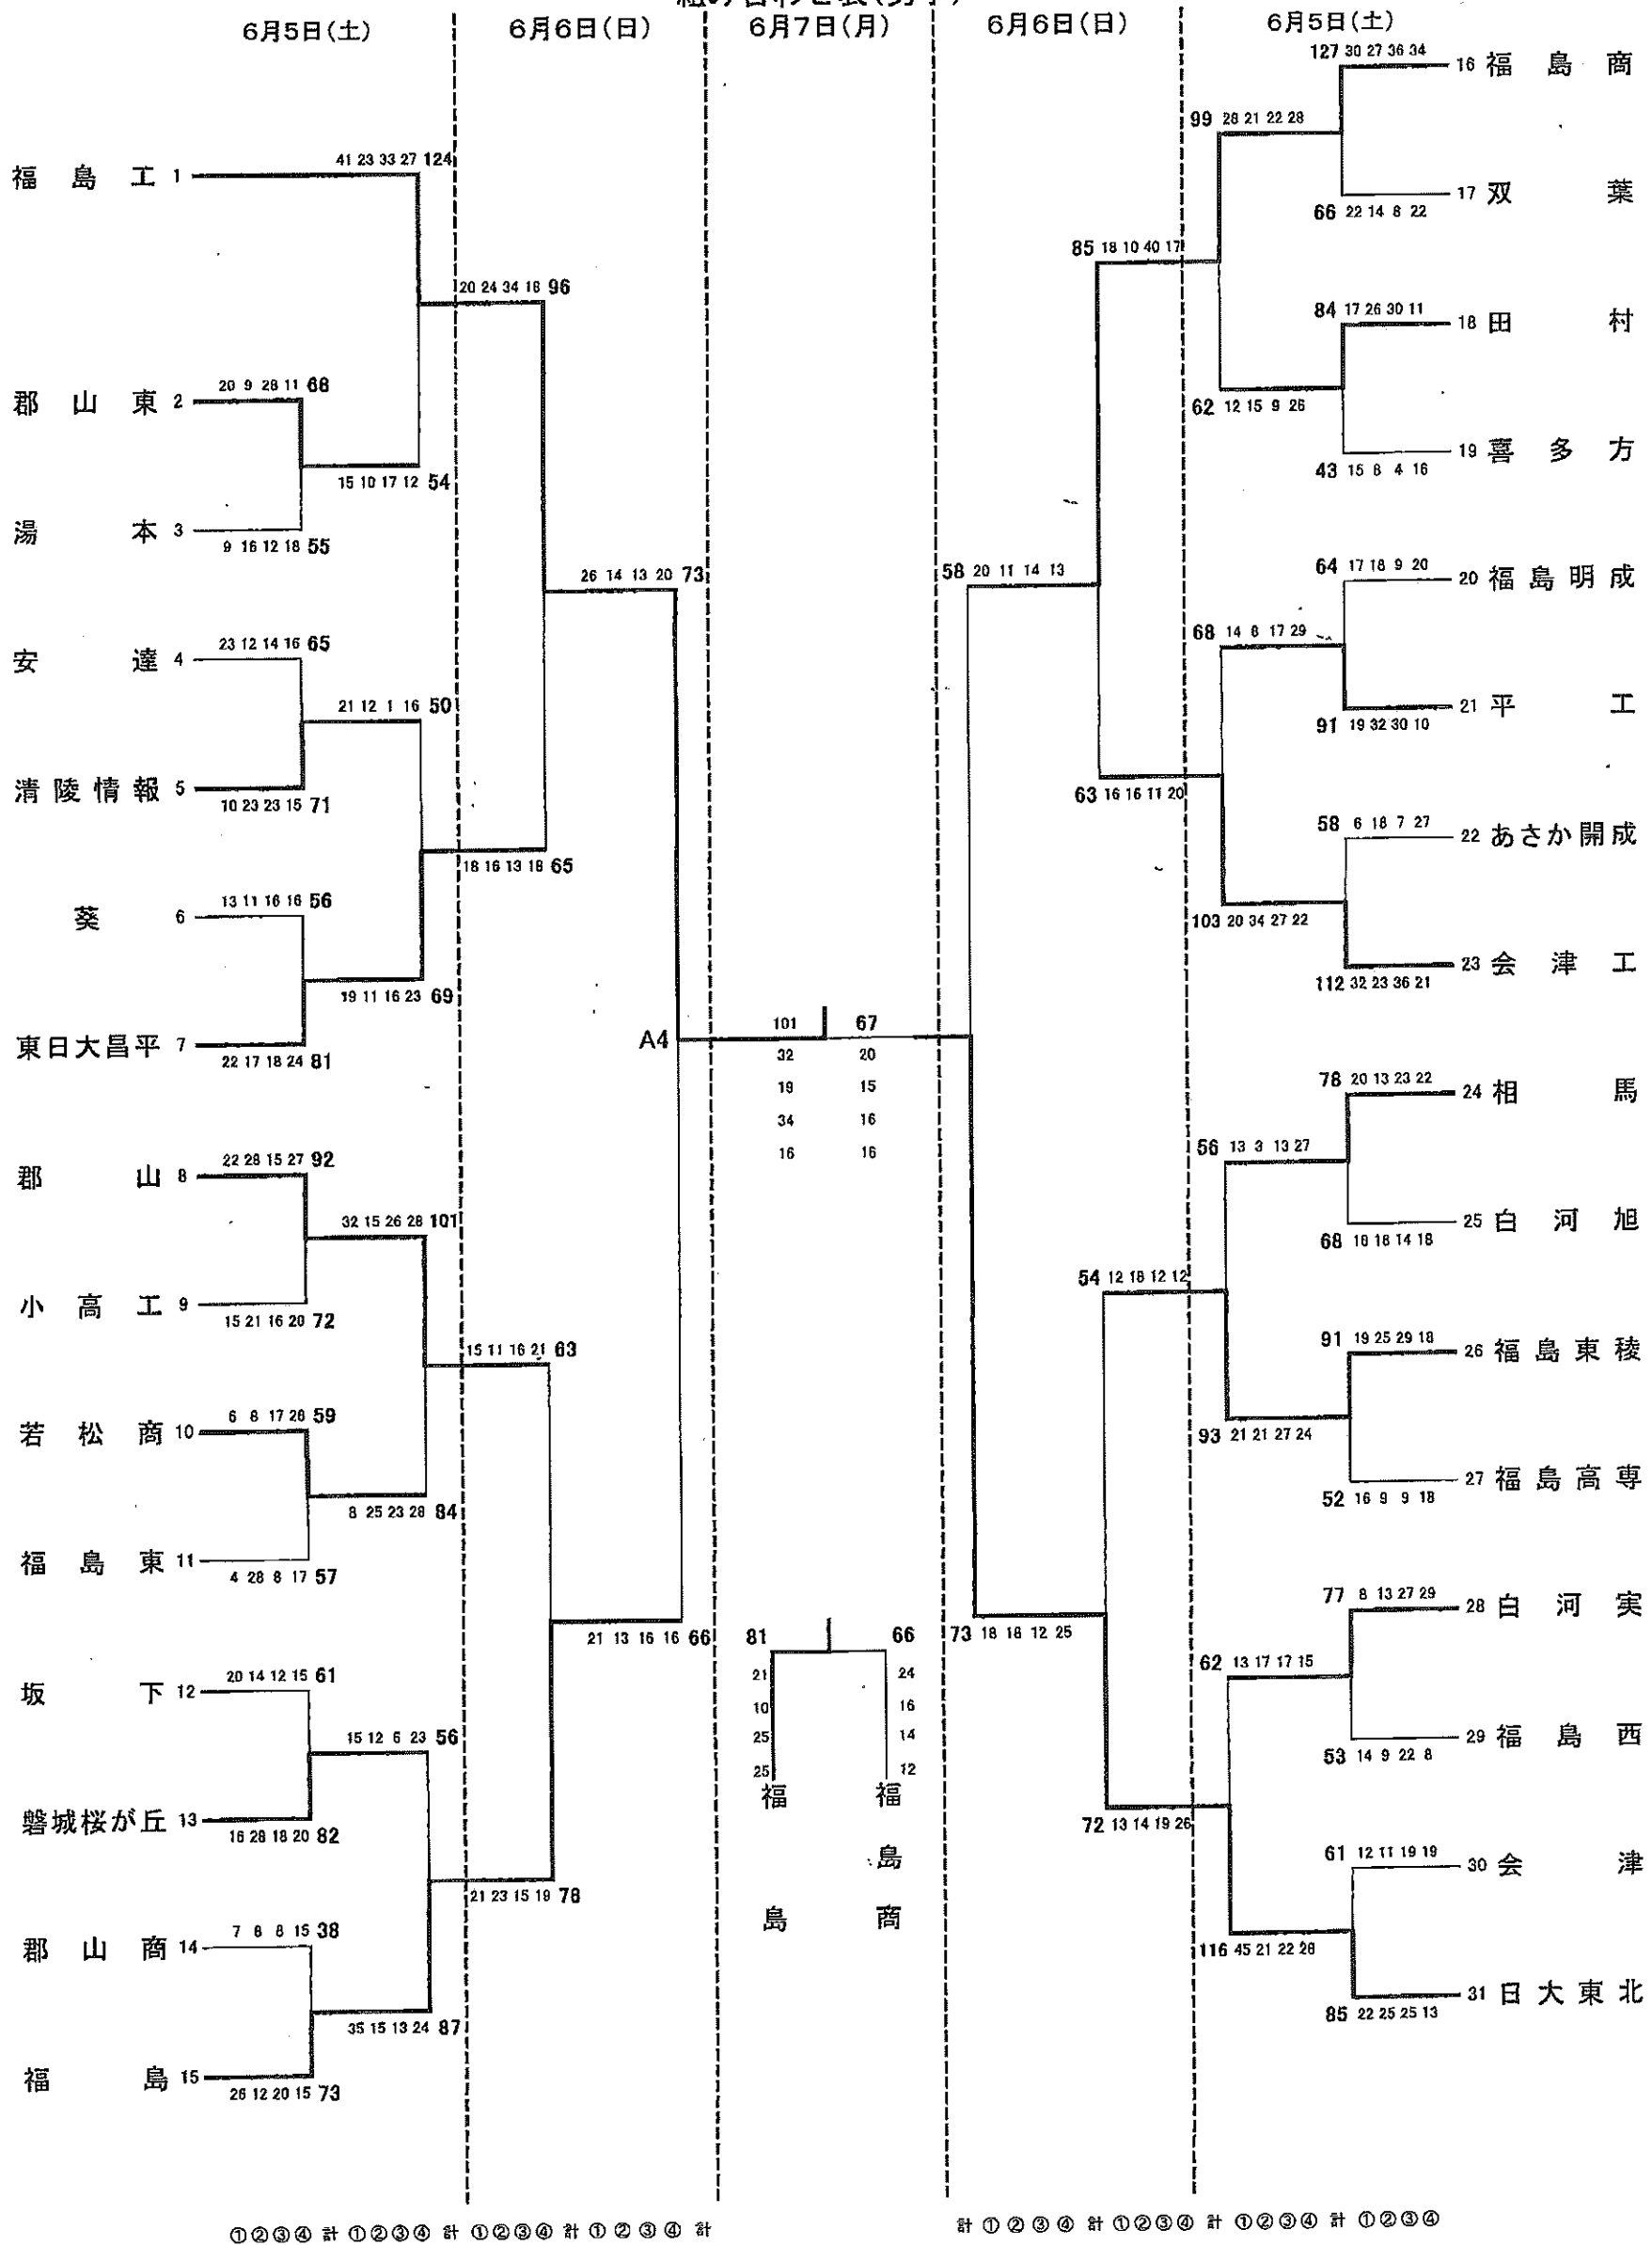 6月5日(土) 6月6日(日) 6月7日(月) 6月6日(日) 6月5日(土)
福島工 1 41 23 33 27 124
20 24 34 18 96
郡山東 2 20 9 28 11 68
15 10 17 12 54
湯本 3 9 16 12 18 55
26 14 13 20 73
安達 4 23 12 14 16 65
21 12 1 16 50
清陵情報 5 10 23 23 15 71
18 16 13 18 65
葵 6 13 11 16 16 56
19 11 16 23 69
東日大昌平 7 22 17 18 24 81
A4
郡山 8 22 28 15 27 92
32 15 26 28 101
小高工 9 15 21 16 20 72
15 11 16 21 63
若松商 10 6 8 17 28 59
8 25 23 28 84
福島東 11 4 28 8 17 57
21 13 16 16 66
坂下 12 20 14 12 15 61
15 12 6 23 56
磐城桜が丘 13 16 28 18 20 82
21 23 15 19 78
郡山商 14 7 8 8 15 38
35 15 13 24 87
福島 15 26 12 20 15 73
101 67
32 20
19 15
34 16
16 16
81 66
21 24
10 16
25 14
25 12
福島 福島商
127 30 27 36 34 16 福島商
99 28 21 22 28
66 22 14 8 22 17 双葉
85 18 10 40 17
84 17 26 30 11 18 田村
62 12 15 9 26
43 15 8 4 16 19 喜多方
58 20 11 14 13
64 17 18 9 20 20 福島明成
68 14 8 17 29
91 19 32 30 10 21 平工
63 16 16 11 20
58 6 18 7 27 22 あさか開成
103 20 34 27 22
112 32 23 36 21 23 会津工
78 20 13 23 22 24 相馬
56 13 3 13 27
68 18 18 14 18 25 白河旭
54 12 18 12 12
91 19 25 29 18 26 福島東稜
93 21 21 27 24
52 16 9 9 18 27 福島高専
73 18 18 12 25
77 8 13 27 29 28 白河実
62 13 17 17 15
53 14 9 22 8 29 福島西
72 13 14 19 26
61 12 11 19 19 30 会津
116 45 21 22 28
85 22 25 25 13 31 日大東北
①②③④ 計 ①②③④ 計 ①②③④ 計 ①②③④ 計 計 ①②③④ 計 ①②③④ 計 ①②③④ 計 ①②③④